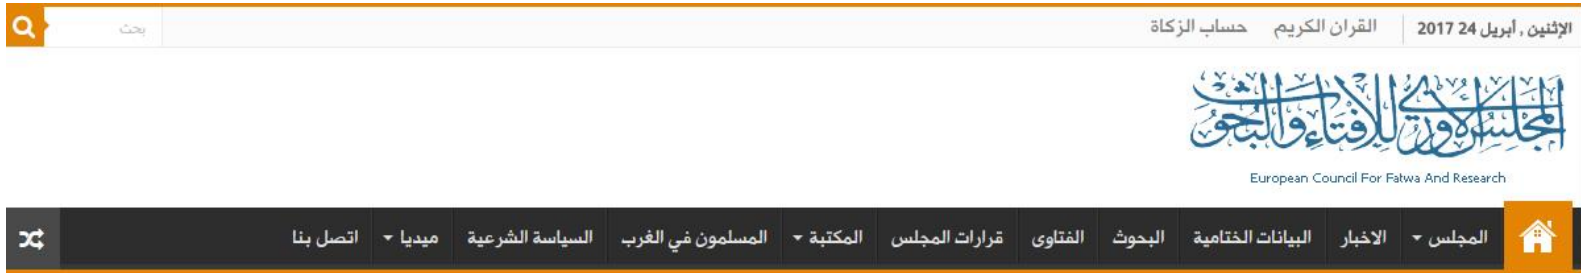 الإثنين , أبريل 24 2017 القران الكريم حساب الزكاة بحث
المجلس الأوروبي للإفتاء والبحوث
European Council For Fatwa And Research
المجلس الاخبار البيانات الختامية البحوث الفتاوى قرارات المجلس المكتبة المسلمون في الغرب السياسة الشرعية ميديا اتصل بنا